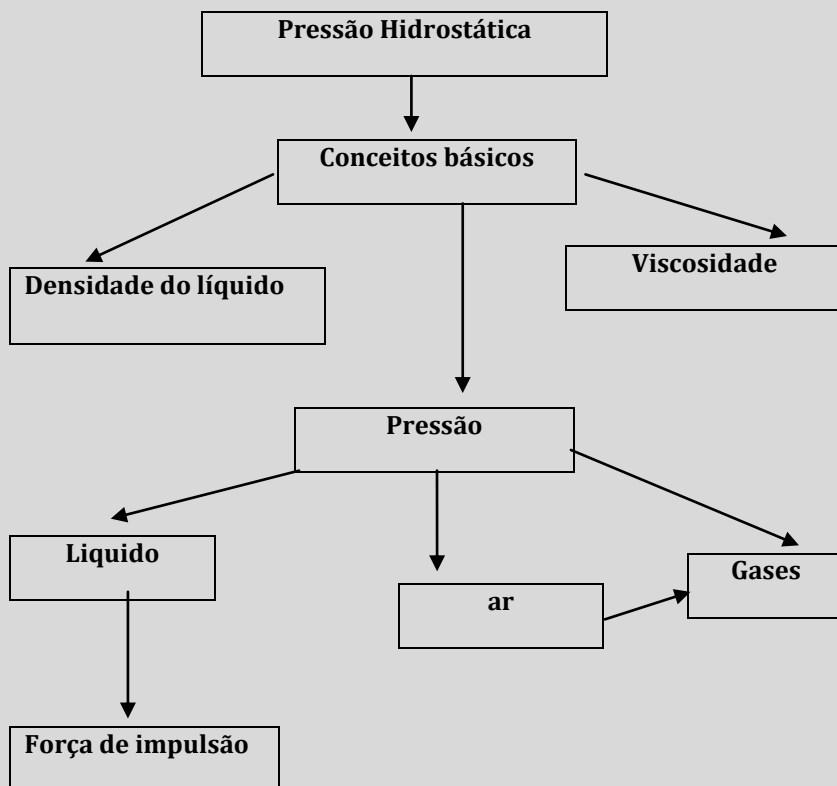 Pressão Hidrostática
Conceitos básicos
Densidade do líquido
Viscosidade
Pressão
Liquido
ar
Gases
Força de impulsão